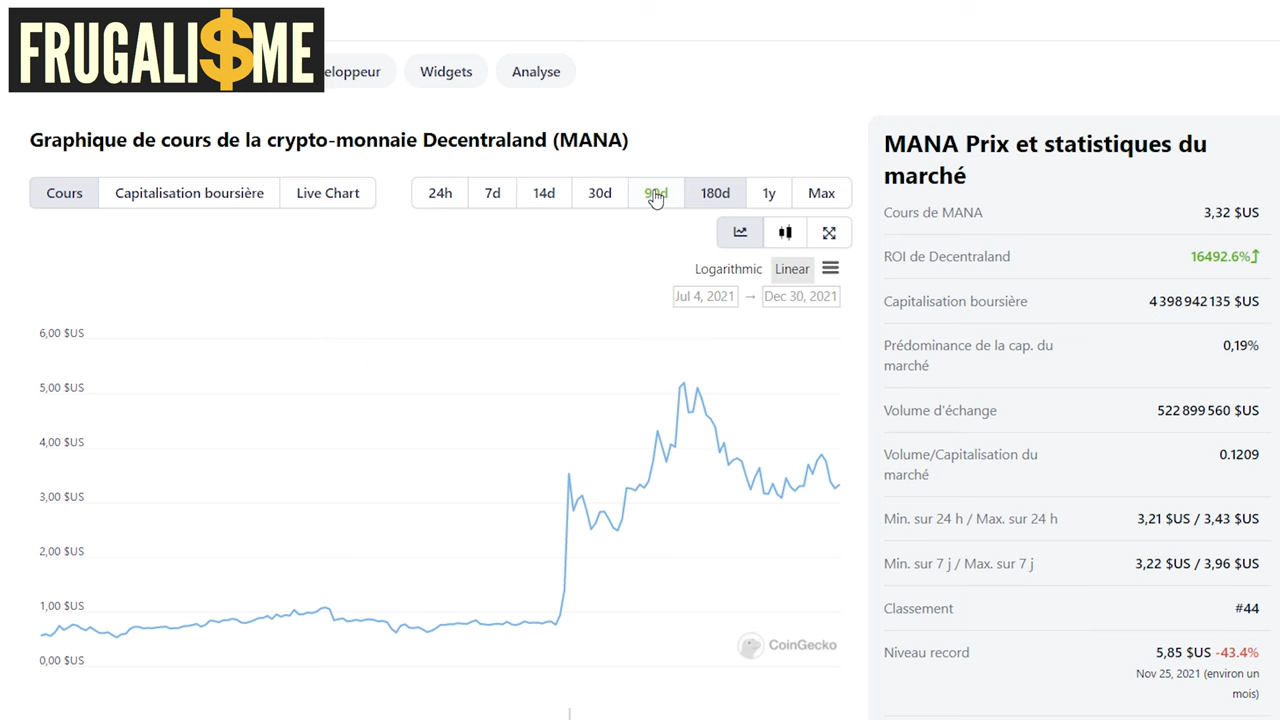 FRUGALI$ME
eloppeur
Widgets
Analyse
Graphique de cours de la crypto-monnaie Decentraland (MANA)
Cours
Capitalisation boursière
Live Chart
24h
7d
14d
30d
90d
180d
1y
Max
Logarithmic
Linear
Jul 4, 2021 → Dec 30, 2021
6,00 $US
5,00 $US
4,00 $US
3,00 $US
2,00 $US
1,00 $US
0,00 $US
CoinGecko
MANA Prix et statistiques du
marché
Cours de MANA 3,32 $US
ROI de Decentraland 16492.6%
Capitalisation boursière 4 398 942 135 $US
Prédominance de la cap. du 0,19%
marché
Volume d'échange 522 899 560 $US
Volume/Capitalisation du 0.1209
marché
Min. sur 24 h / Max. sur 24 h 3,21 $US / 3,43 $US
Min. sur 7 j / Max. sur 7 j 3,22 $US / 3,96 $US
Classement #44
Niveau record 5,85 $US -43.4%
Nov 25, 2021 (environ un
mois)